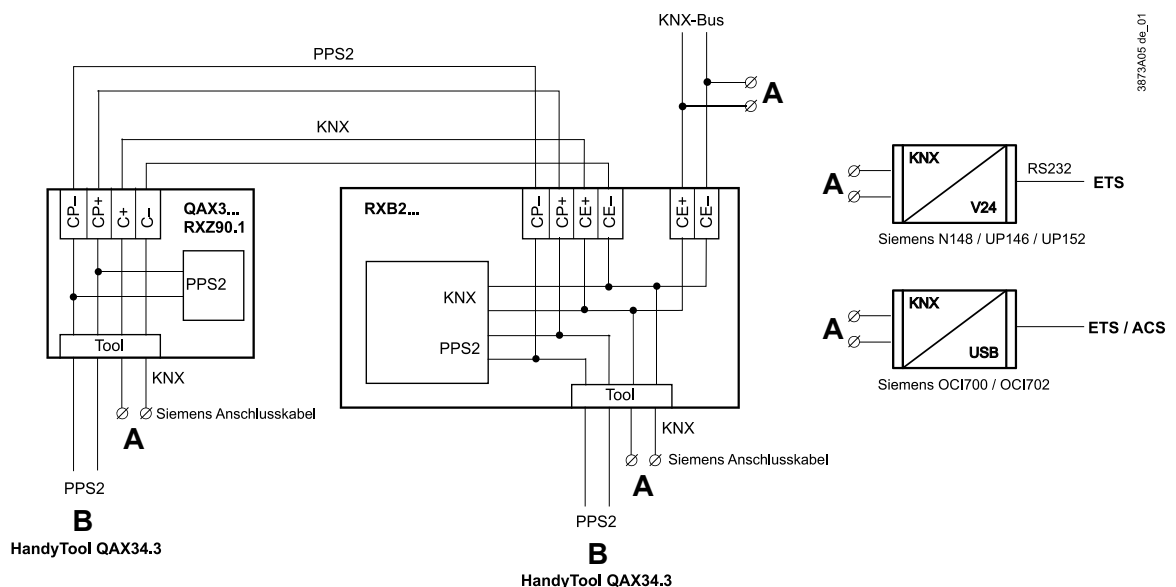 KNX-Bus
PPS2
A
KNX
3873A05 de_01
CP–
CP+
C+
C–
QAX3...
RXZ90.1
PPS2
Tool
KNX
Siemens Anschlusskabel
A
PPS2
B
HandyTool QAX34.3
RXB2...
CP–
CP+
CE+
CE–
CE+
CE–
KNX
PPS2
Tool
KNX
Siemens Anschlusskabel
A
PPS2
B
HandyTool QAX34.3
A
KNX
V24
RS232
ETS
Siemens N148 / UP146 / UP152
A
KNX
USB
ETS / ACS
Siemens OCI700 / OCI702